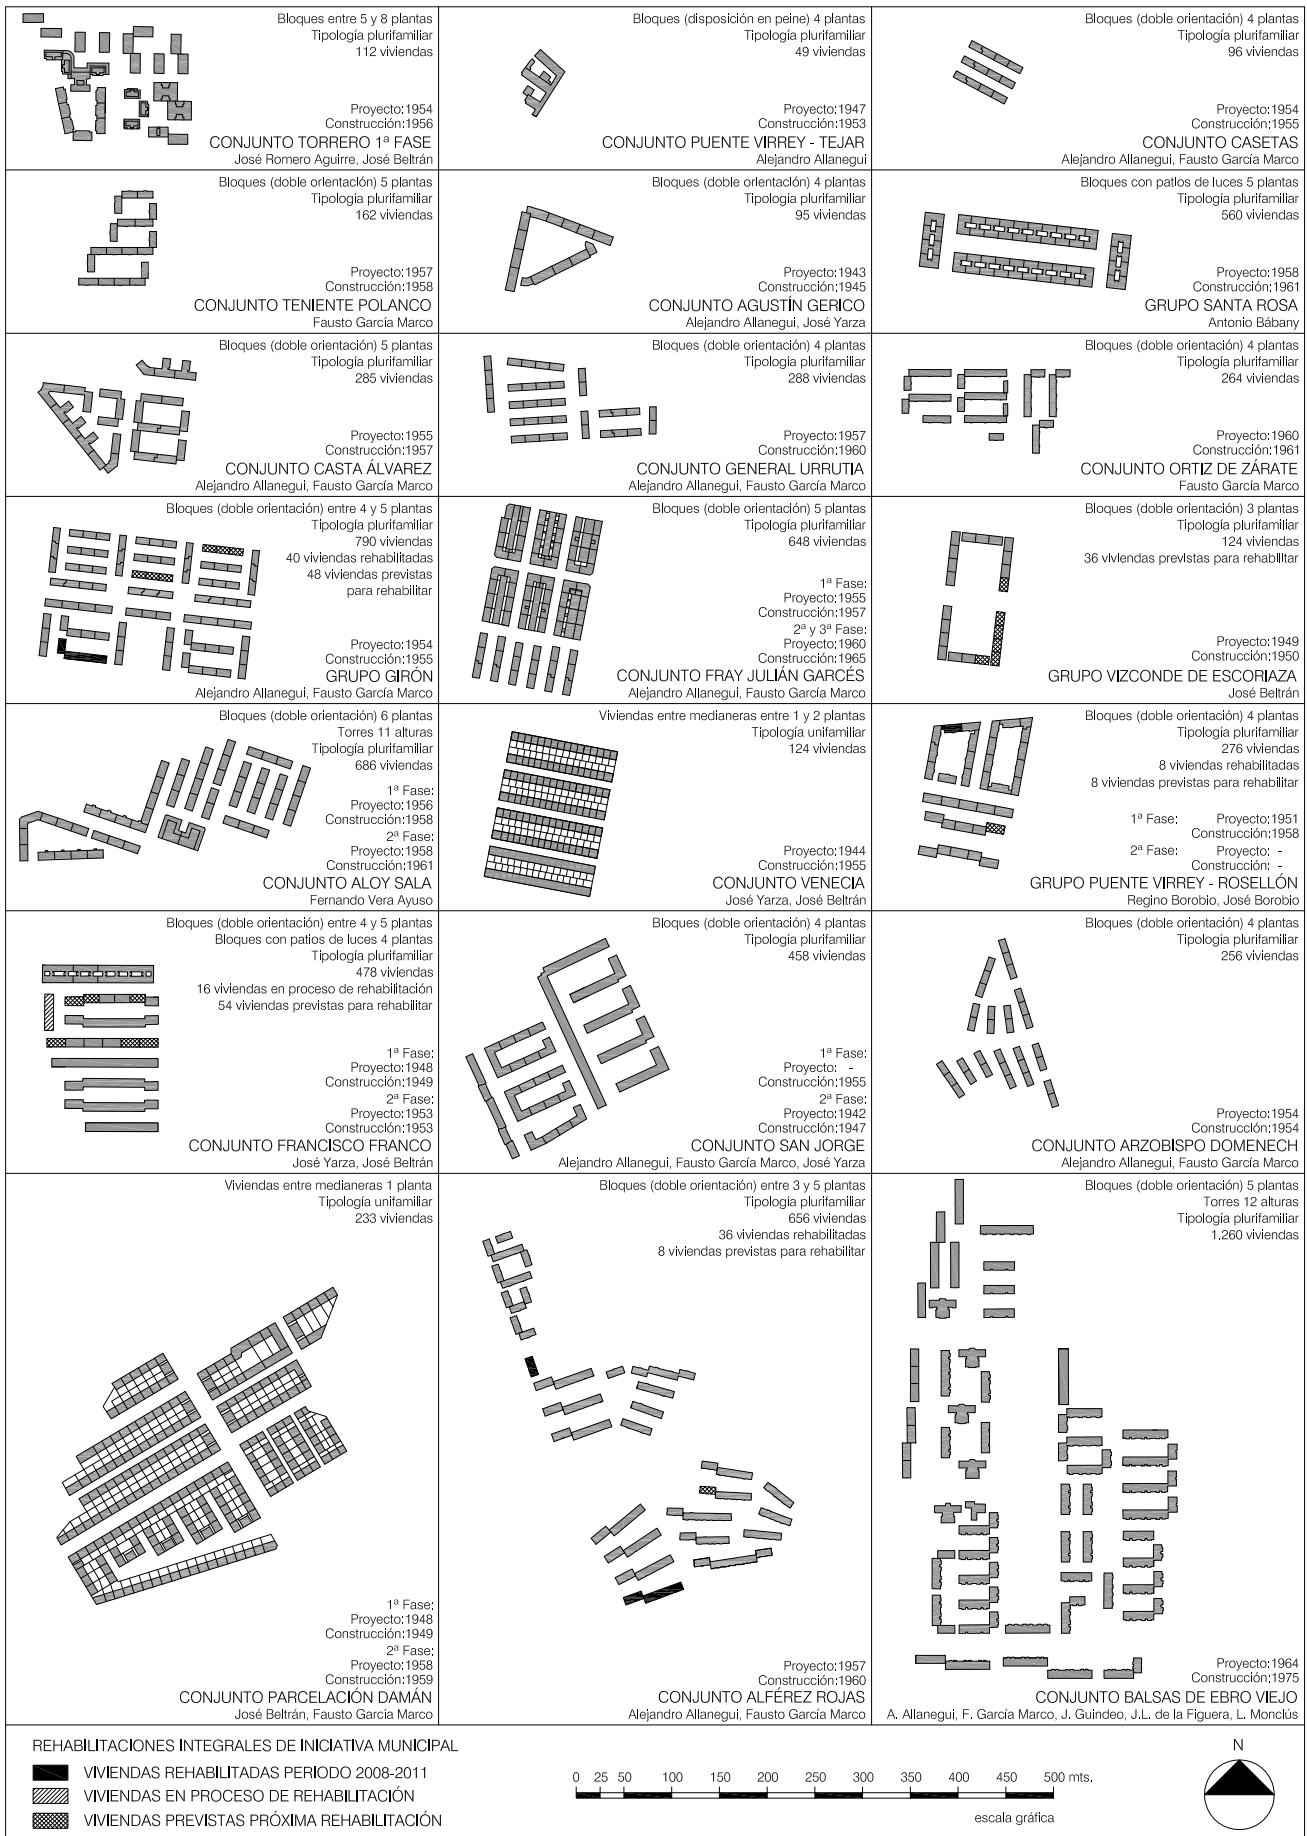 Bloques entre 5 y 8 plantas
Tipología plurifamiliar
112 viviendas
Proyecto:1954
Construcción:1956
CONJUNTO TORRERO 1ª FASE
José Romero Aguirre, José Beltrán
Bloques (disposición en peine) 4 plantas
Tipología plurifamiliar
49 viviendas
Proyecto:1947
Construcción:1953
CONJUNTO PUENTE VIRREY - TEJAR
Alejandro Allanegui
Bloques (doble orientación) 4 plantas
Tipología plurifamiliar
96 viviendas
Proyecto:1954
Construcción:1955
CONJUNTO CASETAS
Alejandro Allanegui, Fausto García Marco
Bloques (doble orientación) 5 plantas
Tipología plurifamiliar
162 viviendas
Proyecto:1957
Construcción:1958
CONJUNTO TENIENTE POLANCO
Fausto García Marco
Bloques (doble orientación) 4 plantas
Tipología plurifamiliar
95 viviendas
Proyecto:1943
Construcción:1945
CONJUNTO AGUSTÍN GERICO
Alejandro Allanegui, José Yarza
Bloques con patios de luces 5 plantas
Tipología plurifamiliar
560 viviendas
Proyecto:1958
Construcción:1961
GRUPO SANTA ROSA
Antonio Bábany
Bloques (doble orientación) 5 plantas
Tipología plurifamiliar
285 viviendas
Proyecto:1955
Construcción:1957
CONJUNTO CASTA ÁLVAREZ
Alejandro Allanegui, Fausto García Marco
Bloques (doble orientación) 4 plantas
Tipología plurifamiliar
288 viviendas
Proyecto:1957
Construcción:1960
CONJUNTO GENERAL URRUTIA
Alejandro Allanegui, Fausto García Marco
Bloques (doble orientación) 4 plantas
Tipología plurifamiliar
264 viviendas
Proyecto:1960
Construcción:1961
CONJUNTO ORTIZ DE ZÁRATE
Fausto García Marco
Bloques (doble orientación) entre 4 y 5 plantas
Tipología plurifamiliar
790 viviendas
40 viviendas rehabilitadas
48 viviendas previstas
para rehabilitar
Proyecto:1954
Construcción:1955
GRUPO GIRÓN
Alejandro Allanegui, Fausto García Marco
Bloques (doble orientación) 5 plantas
Tipología plurifamiliar
648 viviendas
1ª Fase:
Proyecto:1955
Construcción:1957
2ª y 3ª Fase:
Proyecto:1960
Construcción:1965
CONJUNTO FRAY JULIÁN GARCÉS
Alejandro Allanegui, Fausto García Marco
Bloques (doble orientación) 3 plantas
Tipología plurifamiliar
124 viviendas
36 viviendas previstas para rehabilitar
Proyecto:1949
Construcción:1950
GRUPO VIZCONDE DE ESCORIAZA
José Beltrán
Bloques (doble orientación) 6 plantas
Torres 11 alturas
Tipología plurifamiliar
686 viviendas
1ª Fase:
Proyecto:1956
Construcción:1958
2ª Fase:
Proyecto:1958
Construcción:1961
CONJUNTO ALOY SALA
Fernando Vera Ayuso
Viviendas entre medianeras entre 1 y 2 plantas
Tipología unifamiliar
124 viviendas
Proyecto:1944
Construcción:1955
CONJUNTO VENECIA
José Yarza, José Beltrán
Bloques (doble orientación) 4 plantas
Tipología plurifamiliar
276 viviendas
8 viviendas rehabilitadas
8 viviendas previstas para rehabilitar
1ª Fase: Proyecto:1951
Construcción:1958
2ª Fase: Proyecto: -
Construcción: -
GRUPO PUENTE VIRREY - ROSELLÓN
Regino Borobio, José Borobio
Bloques (doble orientación) entre 4 y 5 plantas
Bloques con patios de luces 4 plantas
Tipología plurifamiliar
478 viviendas
16 viviendas en proceso de rehabilitación
54 viviendas previstas para rehabilitar
1ª Fase:
Proyecto:1948
Construcción:1949
2ª Fase:
Proyecto:1953
Construcción:1953
CONJUNTO FRANCISCO FRANCO
José Yarza, José Beltrán
Bloques (doble orientación) 4 plantas
Tipología plurifamiliar
458 viviendas
1ª Fase:
Proyecto: -
Construcción:1955
2ª Fase:
Proyecto:1942
Construcción:1947
CONJUNTO SAN JORGE
Alejandro Allanegui, Fausto García Marco, José Yarza
Bloques (doble orientación) 4 plantas
Tipología plurifamiliar
256 viviendas
Proyecto:1954
Construcción:1954
CONJUNTO ARZOBISPO DOMENECH
Alejandro Allanegui, Fausto García Marco
Viviendas entre medianeras 1 planta
Tipología unifamiliar
233 viviendas
1ª Fase:
Proyecto:1948
Construcción:1949
2ª Fase:
Proyecto:1958
Construcción:1959
CONJUNTO PARCELACIÓN DAMÁN
José Beltrán, Fausto García Marco
Bloques (doble orientación) entre 3 y 5 plantas
Tipología plurifamiliar
656 viviendas
36 viviendas rehabilitadas
8 viviendas previstas para rehabilitar
Proyecto:1957
Construcción:1960
CONJUNTO ALFÉREZ ROJAS
Alejandro Allanegui, Fausto García Marco
Bloques (doble orientación) 5 plantas
Torres 12 alturas
Tipología plurifamiliar
1.260 viviendas
Proyecto:1964
Construcción:1975
CONJUNTO BALSAS DE EBRO VIEJO
A. Allanegui, F. García Marco, J. Guindeo, J.L. de la Figuera, L. Monclús
REHABILITACIONES INTEGRALES DE INICIATIVA MUNICIPAL
VIVIENDAS REHABILITADAS PERIODO 2008-2011
VIVIENDAS EN PROCESO DE REHABILITACIÓN
VIVIENDAS PREVISTAS PRÓXIMA REHABILITACIÓN
0 25 50 100 150 200 250 300 350 400 450 500 mts.
escala gráfica
N